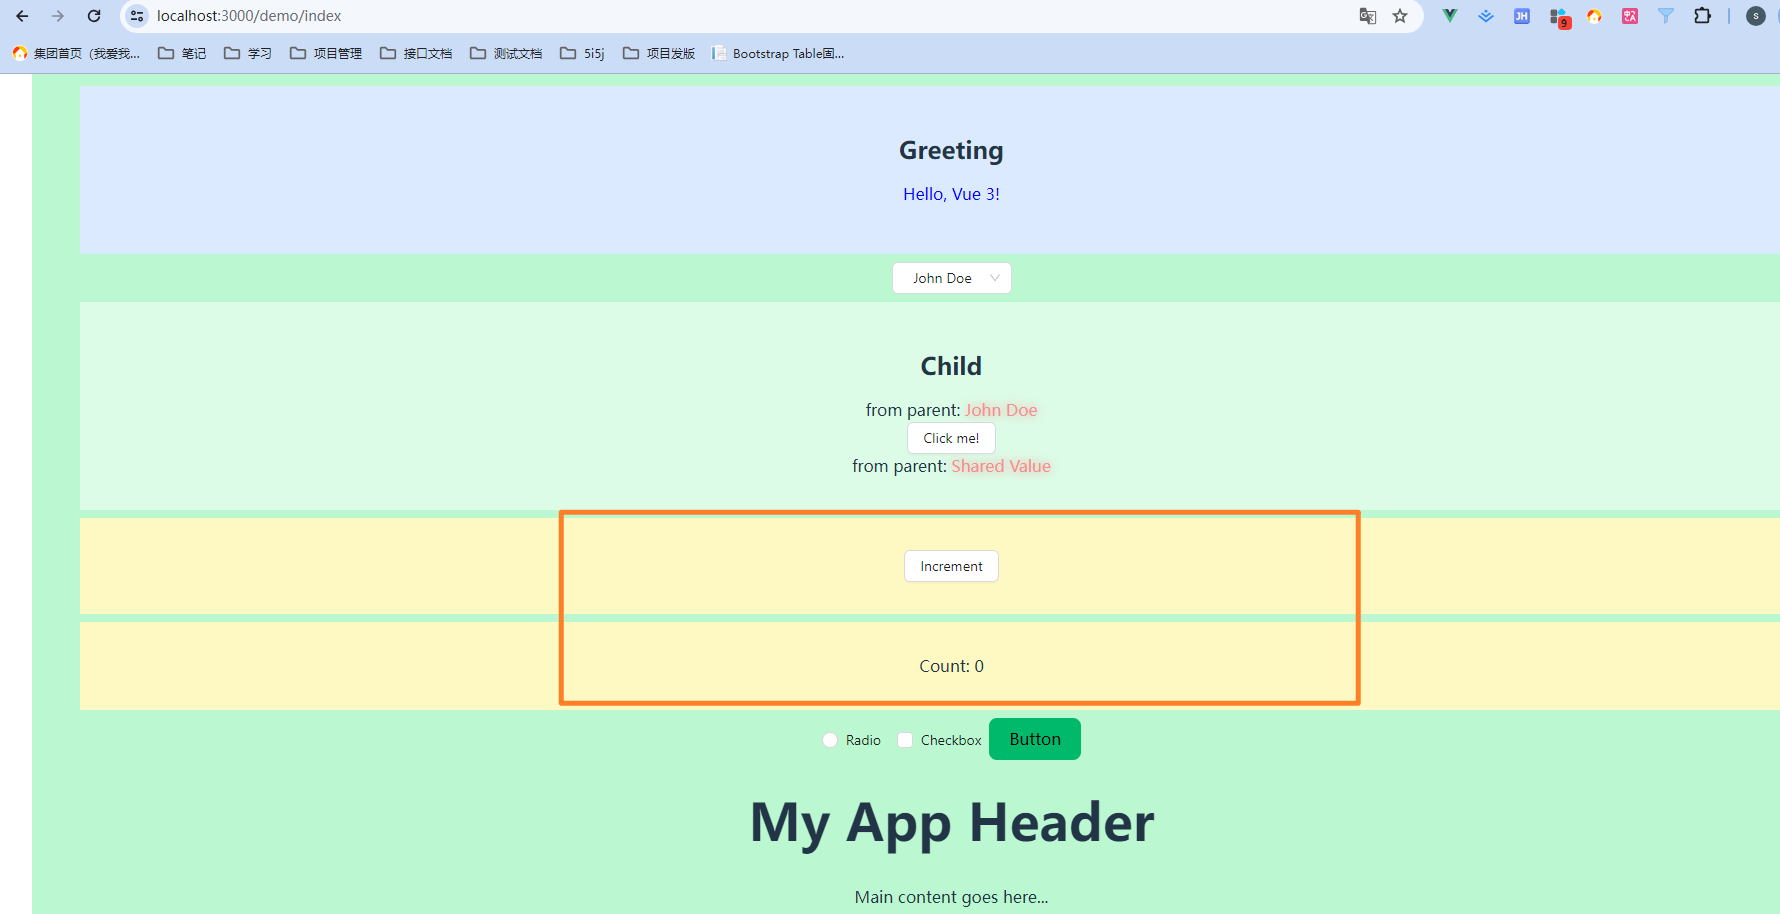 localhost:3000/demo/index
JH
9
S
集团首页（我爱我... 笔记 学习 项目管理 接口文档 测试文档 5i5j 项目发版 Bootstrap Table固...
Greeting
Hello, Vue 3!
John Doe
Child
from parent: John Doe
Click me!
from parent: Shared Value
Increment
Count: 0
Radio Checkbox Button
My App Header
Main content goes here...